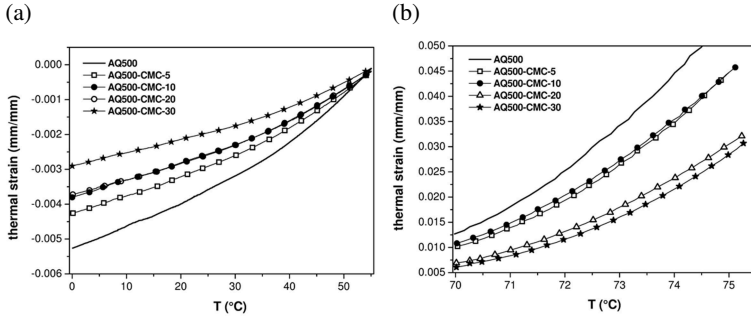 (a)
thermal strain (mm/mm)
0.000
-0.001
-0.002
-0.003
-0.004
-0.005
-0.006
AQ500
AQ500-CMC-5
AQ500-CMC-10
AQ500-CMC-20
AQ500-CMC-30
0
10
20
30
40
50
T (°C)
(b)
thermal strain (mm/mm)
0.050
0.045
0.040
0.035
0.030
0.025
0.020
0.015
0.010
0.005
AQ500
AQ500-CMC-5
AQ500-CMC-10
AQ500-CMC-20
AQ500-CMC-30
70
71
72
73
74
75
T (°C)